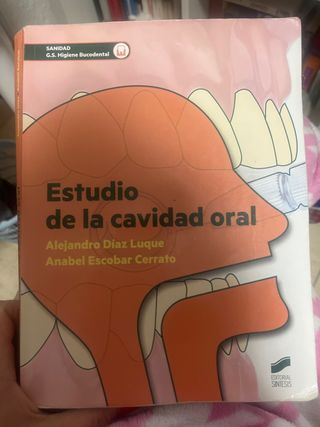 SANIDAD
G.S. Higiene Bucodental
Estudio
de la cavidad oral
Alejandro Díaz Luque
Anabel Escobar Cerrato
EDITORIAL
SINTESIS